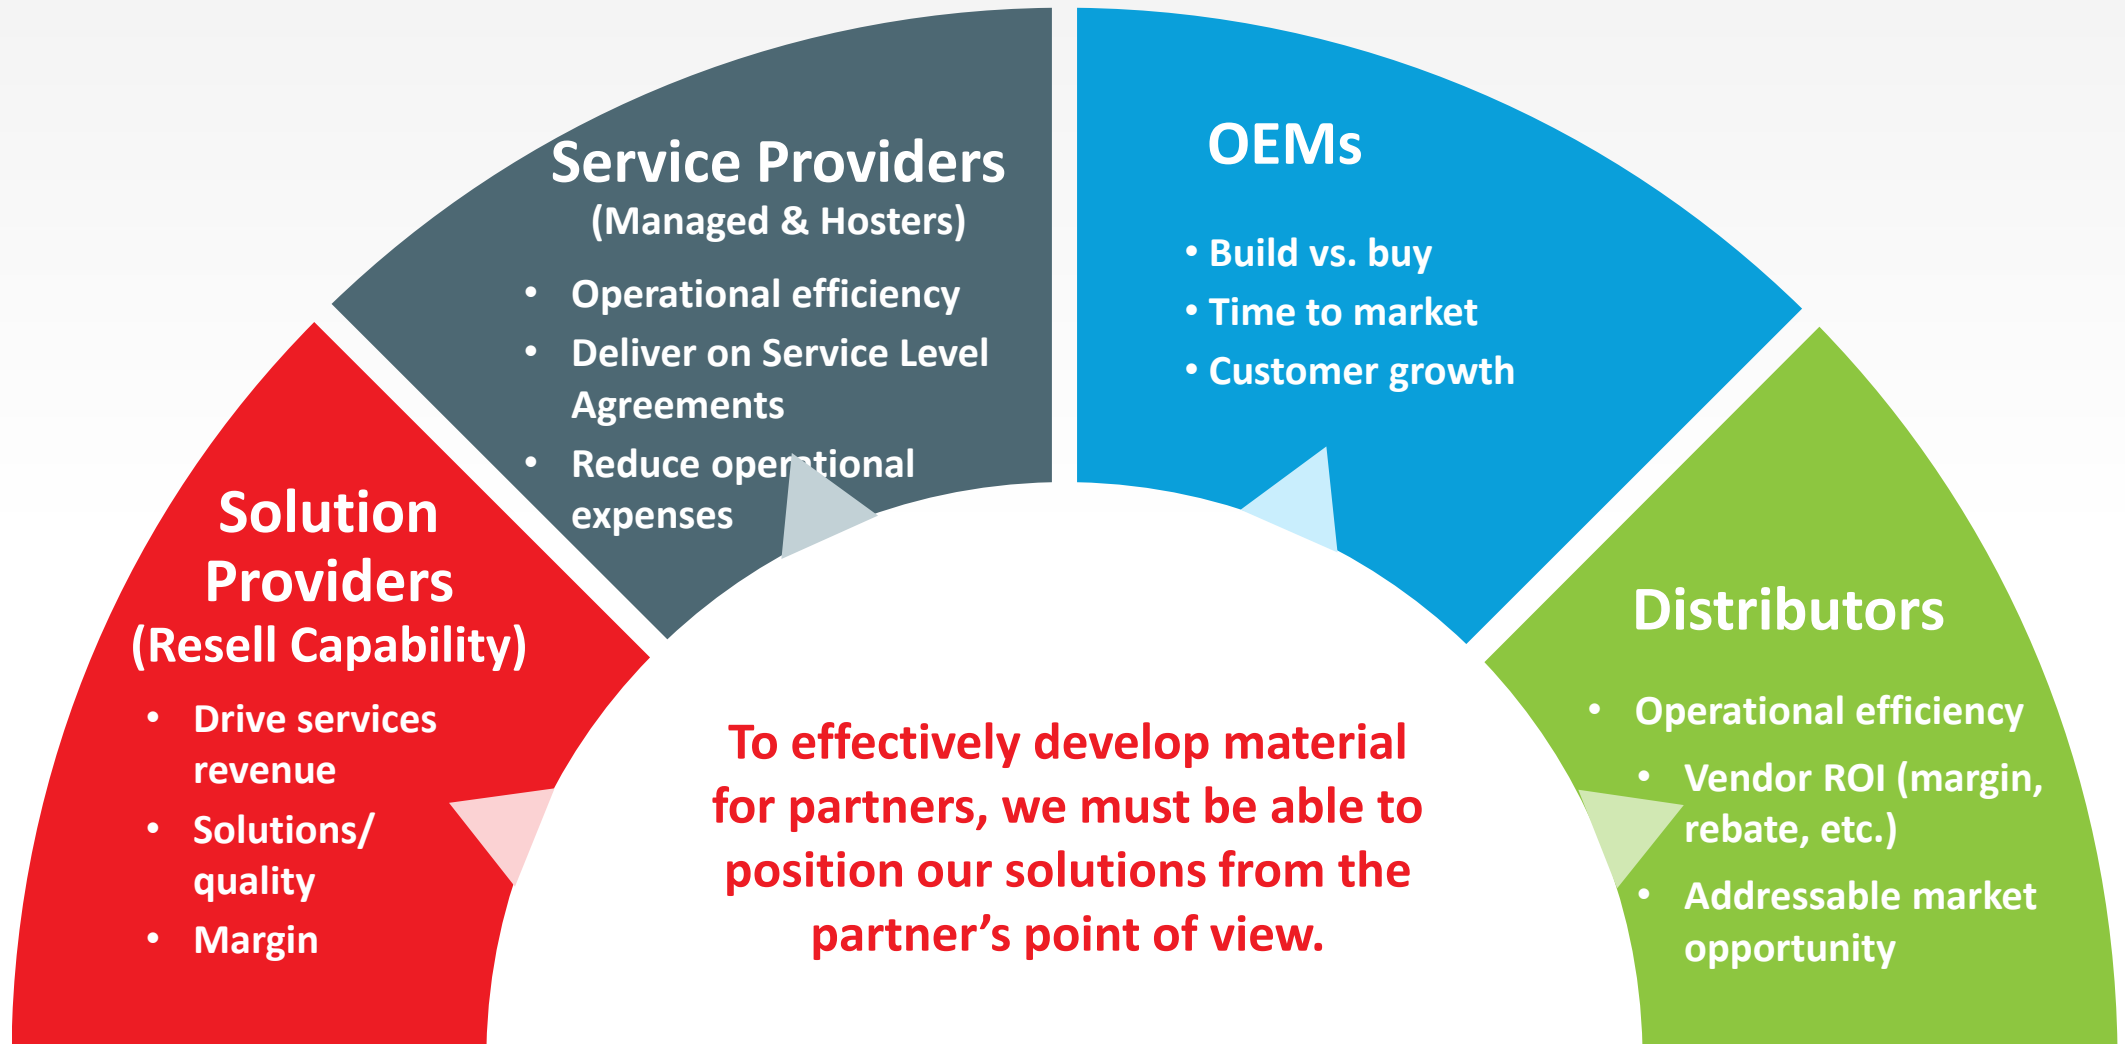 Solution
Providers
(Resell Capability)
• Drive services
revenue
• Solutions/
quality
• Margin
Service Providers
(Managed & Hosters)
• Operational efficiency
• Deliver on Service Level
Agreements
• Reduce operational
expenses
OEMs
• Build vs. buy
• Time to market
• Customer growth
Distributors
• Operational efficiency
• Vendor ROI (margin,
rebate, etc.)
• Addressable market
opportunity
To effectively develop material
for partners, we must be able to
position our solutions from the
partner’s point of view.